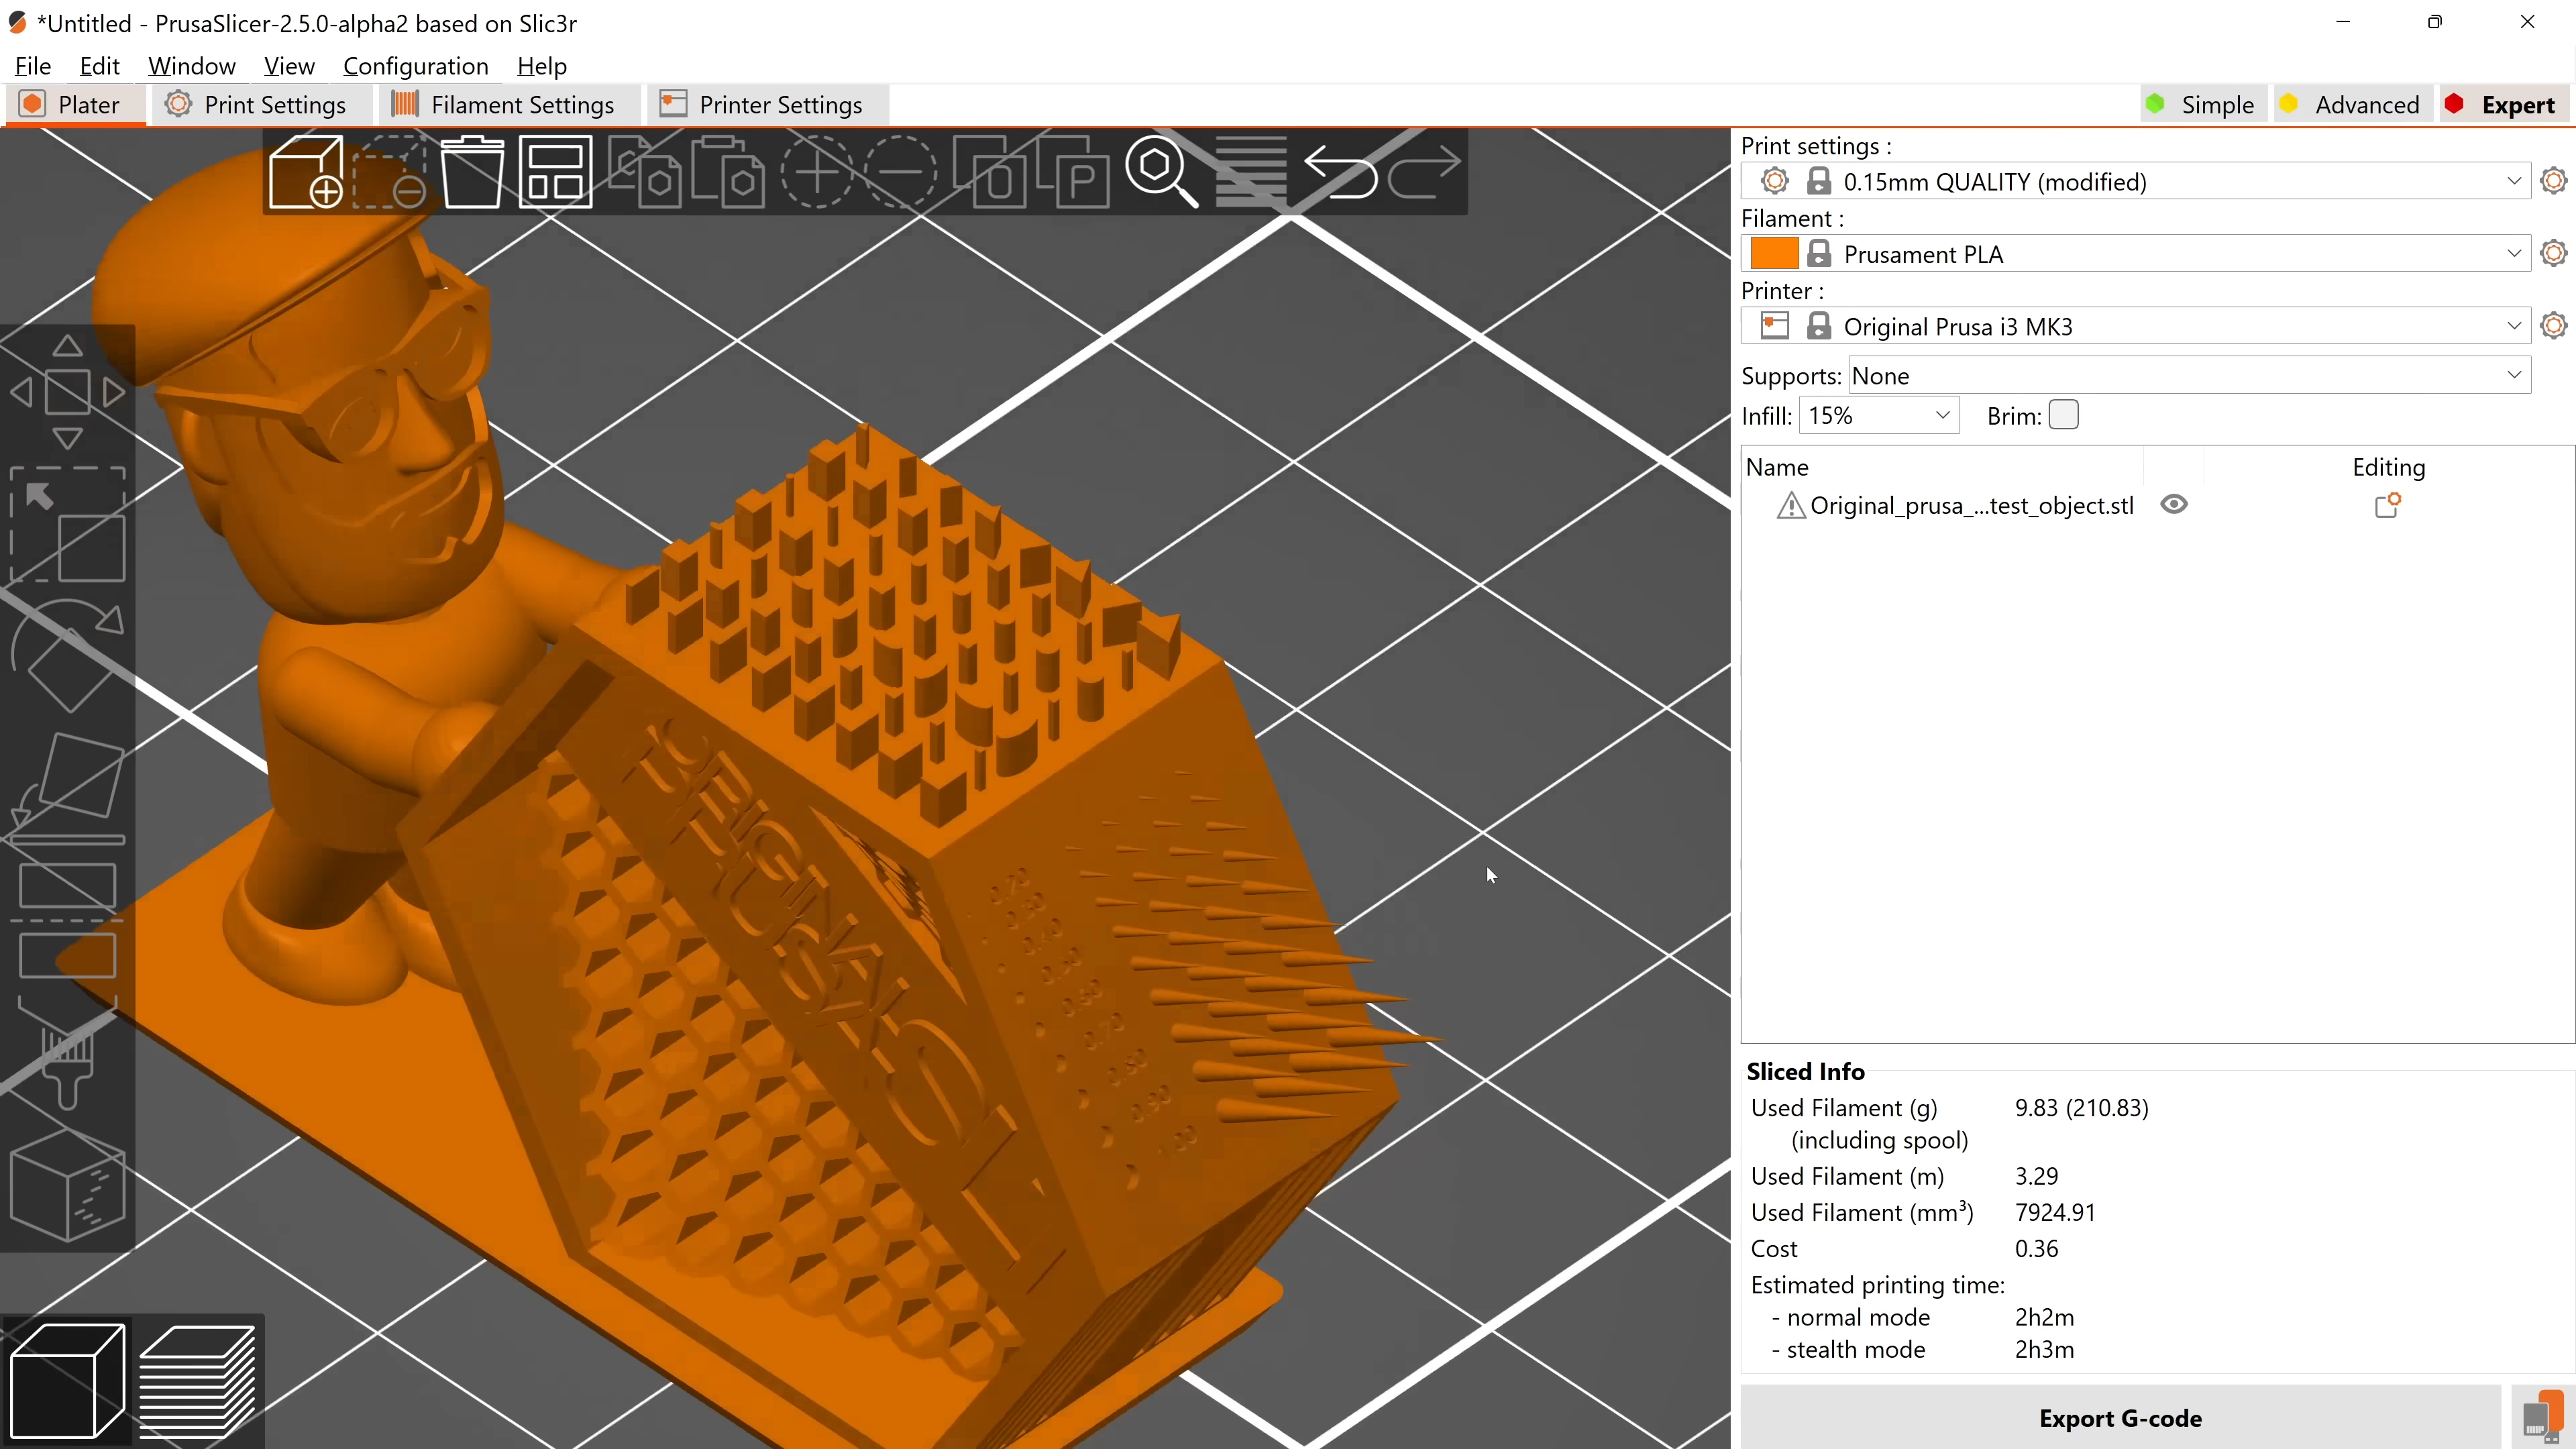 *Untitled - PrusaSlicer-2.5.0-alpha2 based on Slic3r
File Edit Window View Configuration Help
Plater Print Settings Filament Settings Printer Settings Simple Advanced Expert
Print settings :
0.15mm QUALITY (modified)
Filament :
Prusament PLA
Printer :
Original Prusa i3 MK3
Supports: None
Infill: 15% Brim:
Name Editing
Original_prusa_...test_object.stl
ORIGINAL
PRUSA
SL1
Sliced Info
Used Filament (g) 9.83 (210.83)
(including spool)
Used Filament (m) 3.29
Used Filament (mm³) 7924.91
Cost 0.36
Estimated printing time:
- normal mode 2h2m
- stealth mode 2h3m
Export G-code